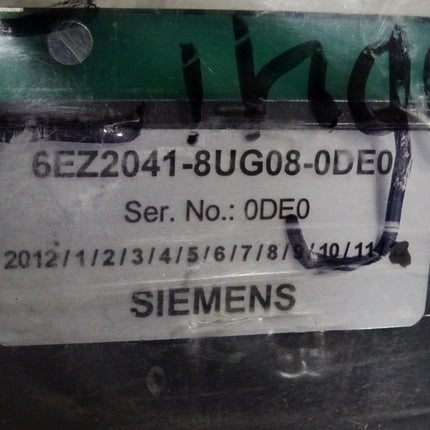 6EZ2041-8UG08-0DE0
Ser. No.: 0DE0
2012/1/2/3/4/5/6/7/8/9/10/11
SIEMENS